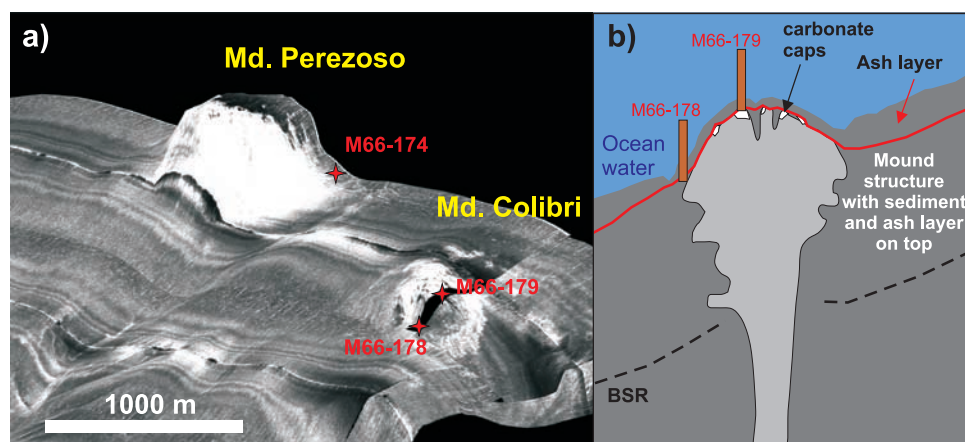 a)
Md. Perezoso
M66-174
Md. Colibri
M66-179
M66-178
1000 m
b)
M66-179
carbonate
caps
Ash layer
M66-178
Ocean
water
Mound
structure
with sediment
and ash layer
on top
BSR